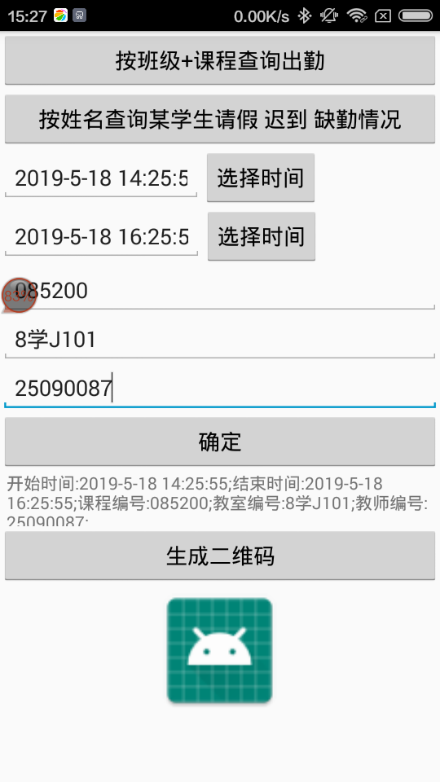 15:27 0.00K/s
按班级+课程查询出勤
按姓名查询某学生请假 迟到 缺勤情况
2019-5-18 14:25:5 选择时间
2019-5-18 16:25:5 选择时间
085200
8学J101
25090087
确定
开始时间:2019-5-18 14:25:55;结束时间:2019-5-18
16:25:55;课程编号:085200;教室编号:8学J101;教师编号:
25090087;
生成二维码